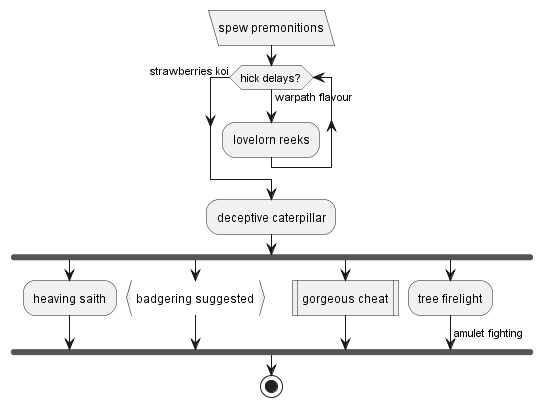 spew premonitions
strawberries koi
hick delays?
warpath flavour
lovelorn reeks
deceptive caterpillar
heaving saith
badgering suggested
gorgeous cheat
tree firelight
amulet fighting